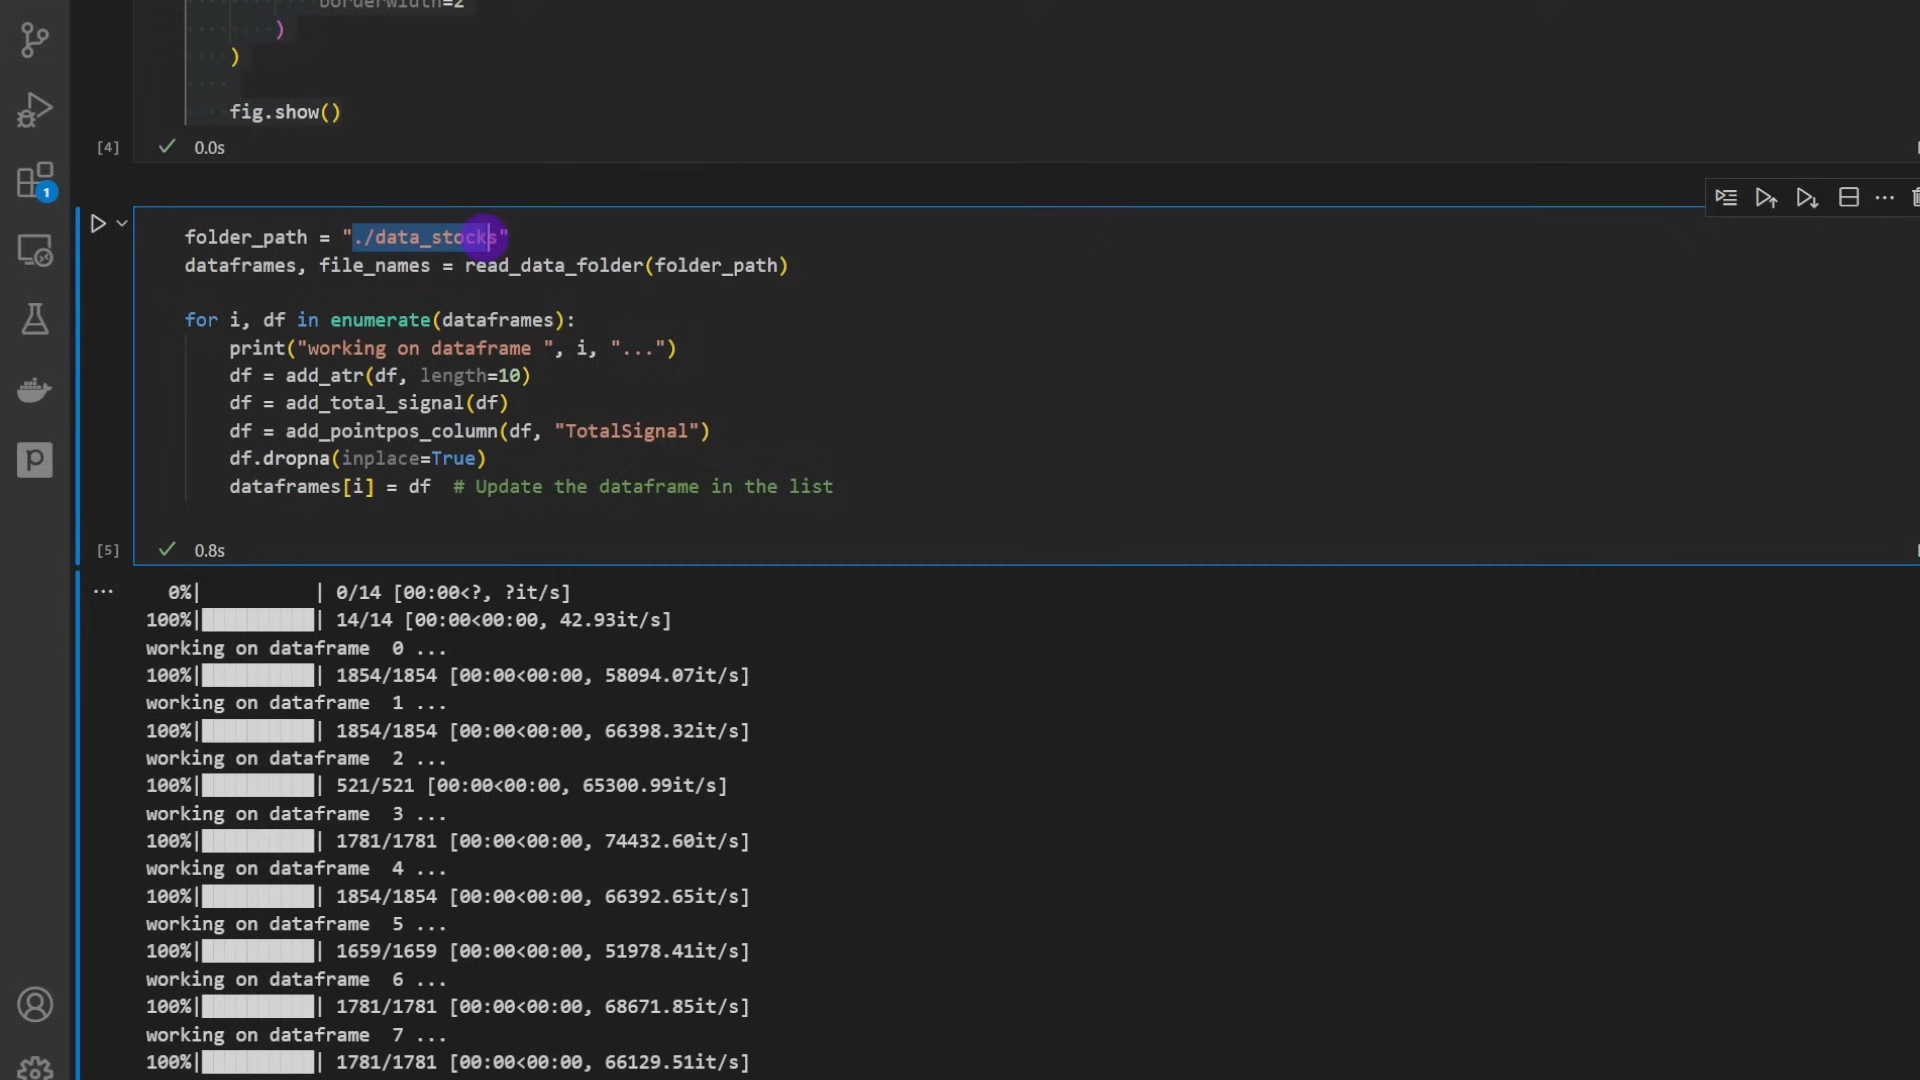 borderwidth=2
)
)
fig.show()
[4] 0.0s
1
folder_path = "./data_stocks"
dataframes, file_names = read_data_folder(folder_path)
for i, df in enumerate(dataframes):
print("working on dataframe ", i, "...")
df = add_atr(df, length=10)
df = add_total_signal(df)
df = add_pointpos_column(df, "TotalSignal")
df.dropna(inplace=True)
dataframes[i] = df  # Update the dataframe in the list
[5] 0.8s
0%|          | 0/14 [00:00<?, ?it/s]
100%|██████████| 14/14 [00:00<00:00, 42.93it/s]
working on dataframe  0 ...
100%|██████████| 1854/1854 [00:00<00:00, 58094.07it/s]
working on dataframe  1 ...
100%|██████████| 1854/1854 [00:00<00:00, 66398.32it/s]
working on dataframe  2 ...
100%|██████████| 521/521 [00:00<00:00, 65300.99it/s]
working on dataframe  3 ...
100%|██████████| 1781/1781 [00:00<00:00, 74432.60it/s]
working on dataframe  4 ...
100%|██████████| 1854/1854 [00:00<00:00, 66392.65it/s]
working on dataframe  5 ...
100%|██████████| 1659/1659 [00:00<00:00, 51978.41it/s]
working on dataframe  6 ...
100%|██████████| 1781/1781 [00:00<00:00, 68671.85it/s]
working on dataframe  7 ...
100%|██████████| 1781/1781 [00:00<00:00, 66129.51it/s]